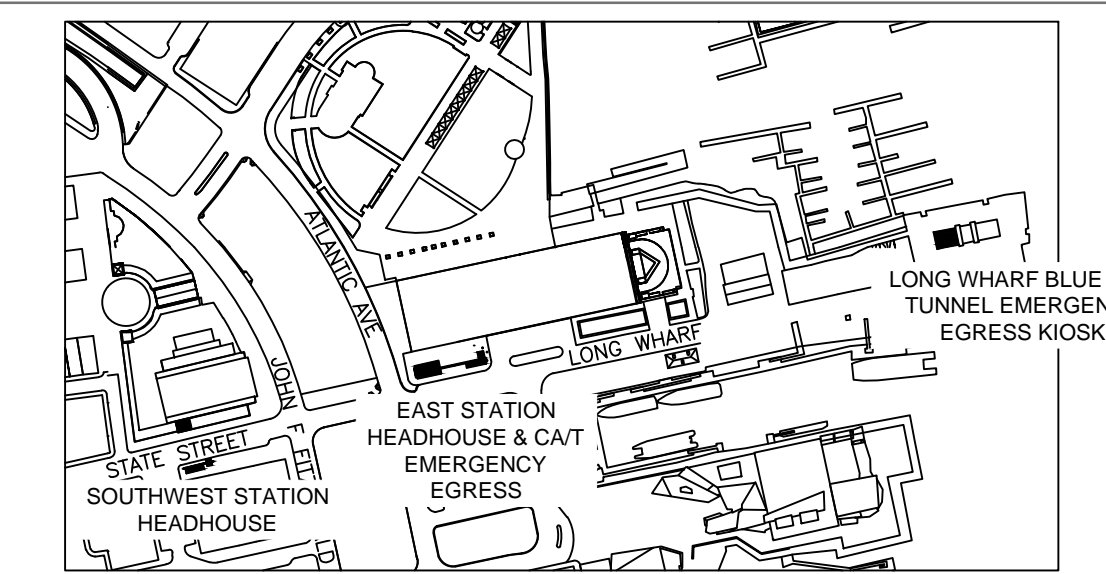 ATLANTIC AVE
LONG WHARF BLUE
TUNNEL EMERGEN
EGRESS KIOSK
LONG WHARF
JOHN F FIT
LD
EAST STATION
HEADHOUSE & CA/T
EMERGENCY
EGRESS
STATE STREET
SOUTHWEST STATION
HEADHOUSE